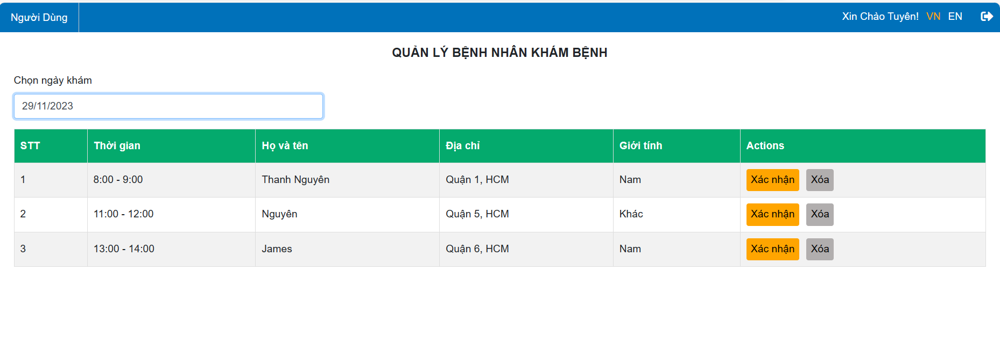 Người Dùng
Xin Chào Tuyên! VN EN
QUẢN LÝ BỆNH NHÂN KHÁM BỆNH
Chọn ngày khám
29/11/2023
STT Thời gian Họ và tên Địa chỉ Giới tính Actions
1 8:00 - 9:00 Thanh Nguyên Quận 1, HCM Nam Xác nhận Xóa
2 11:00 - 12:00 Nguyên Quận 5, HCM Khác Xác nhận Xóa
3 13:00 - 14:00 James Quận 6, HCM Nam Xác nhận Xóa